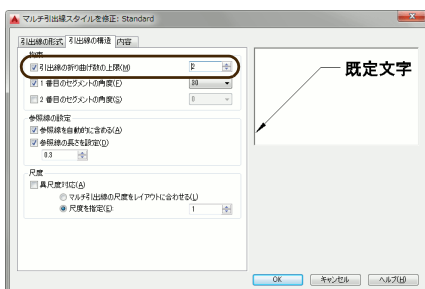 マルチ引出線スタイルを修正: Standard
引出線の形式 引出線の構造 内容
拘束
引出線の折り曲げ数の上限(M) 2
1 番目のセグメントの角度(F)
2 番目のセグメントの角度(S) 0
参照線の設定
参照線を自動的に含める(A)
参照線の長さを設定(D)
0.3
尺度
異尺度対応(A)
マルチ引出線の尺度をレイアウトに合わせる(L)
尺度を指定(E): 1
既定文字
OK キャンセル ヘルプ(H)